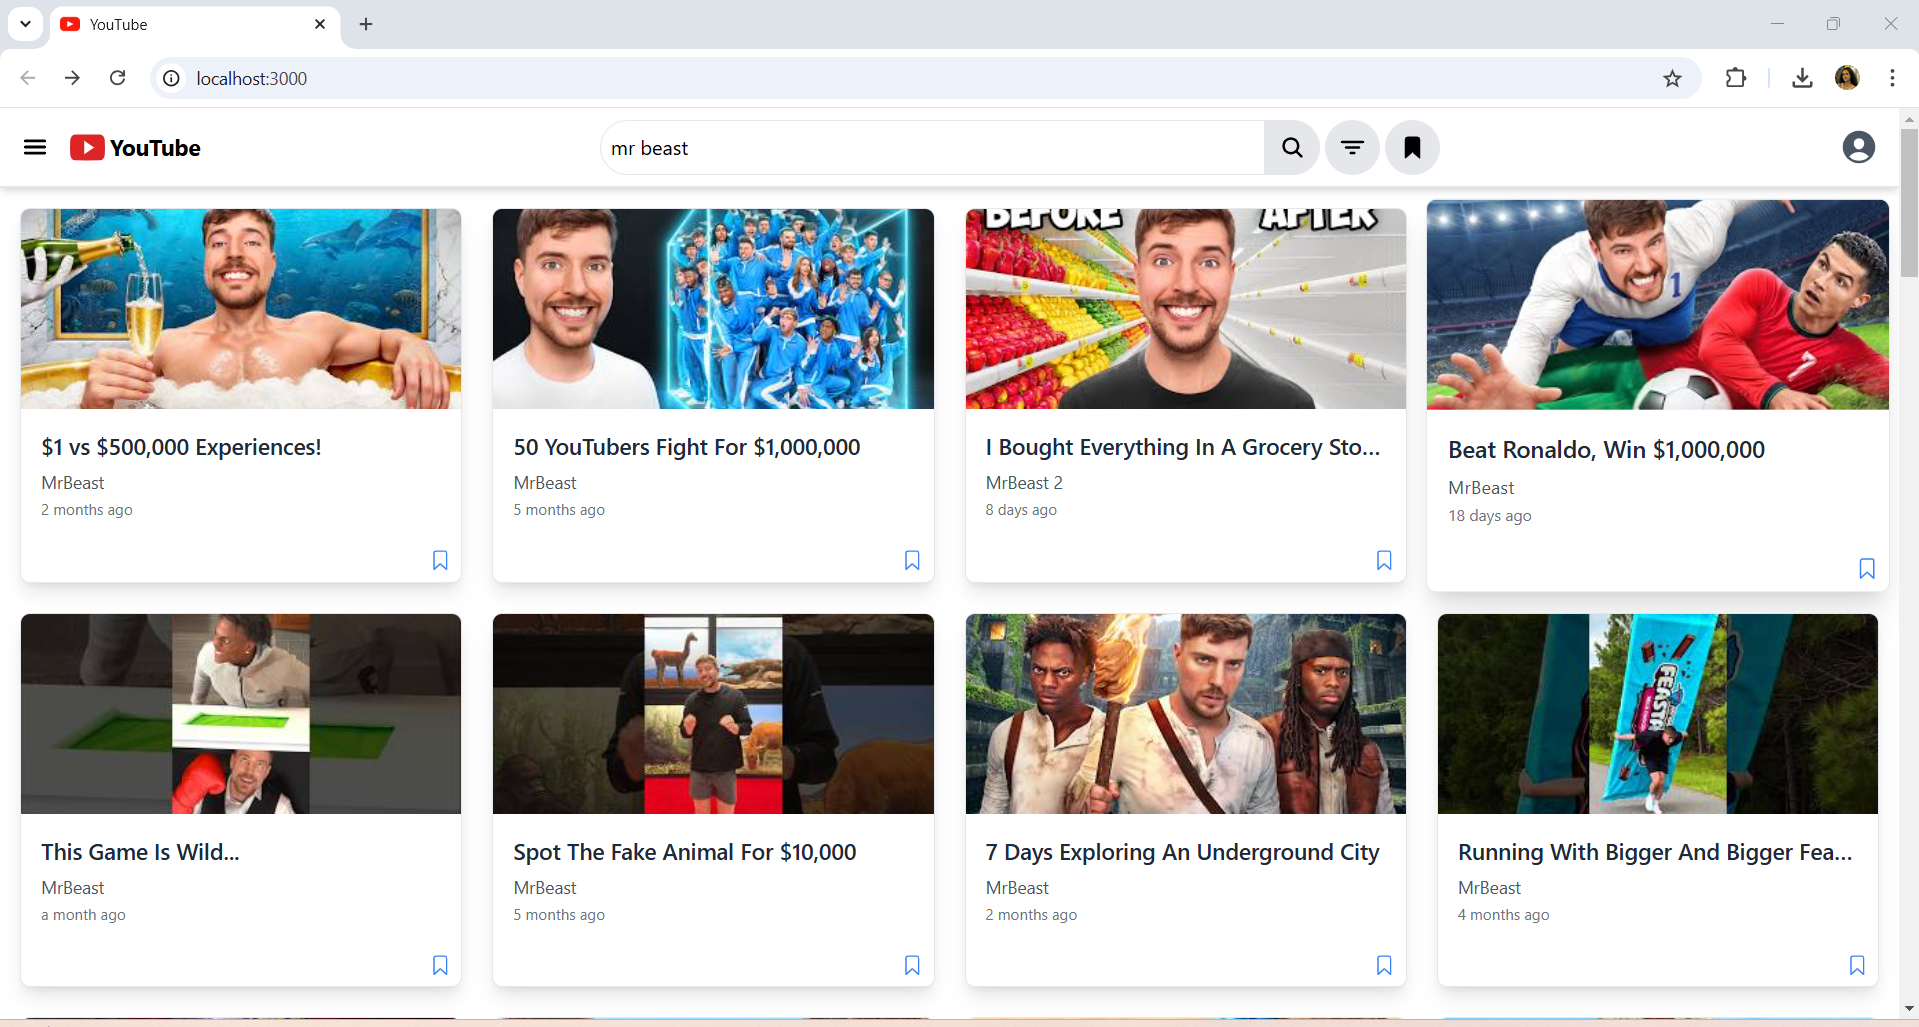 YouTube
localhost:3000
YouTube
mr beast
BEFORE AFTER
1
7
$1 vs $500,000 Experiences!
MrBeast
2 months ago
50 YouTubers Fight For $1,000,000
MrBeast
5 months ago
I Bought Everything In A Grocery Sto...
MrBeast 2
8 days ago
Beat Ronaldo, Win $1,000,000
MrBeast
18 days ago
FEASTA
This Game Is Wild...
MrBeast
a month ago
Spot The Fake Animal For $10,000
MrBeast
5 months ago
7 Days Exploring An Underground City
MrBeast
2 months ago
Running With Bigger And Bigger Fea...
MrBeast
4 months ago